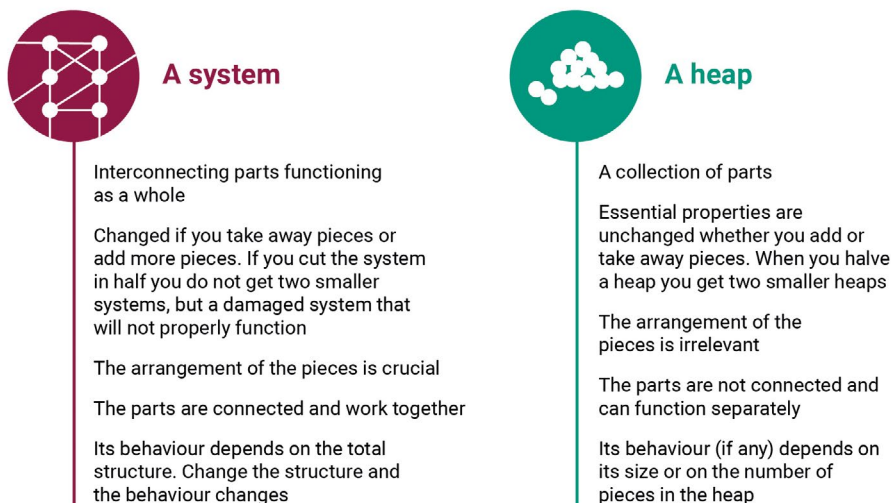 A system
Interconnecting parts functioning
as a whole
Changed if you take away pieces or
add more pieces. If you cut the system
in half you do not get two smaller
systems, but a damaged system that
will not properly function
The arrangement of the pieces is crucial
The parts are connected and work together
Its behaviour depends on the total
structure. Change the structure and
the behaviour changes
A heap
A collection of parts
Essential properties are
unchanged whether you add or
take away pieces. When you halve
a heap you get two smaller heaps
The arrangement of the
pieces is irrelevant
The parts are not connected and
can function separately
Its behaviour (if any) depends on
its size or on the number of
pieces in the heap